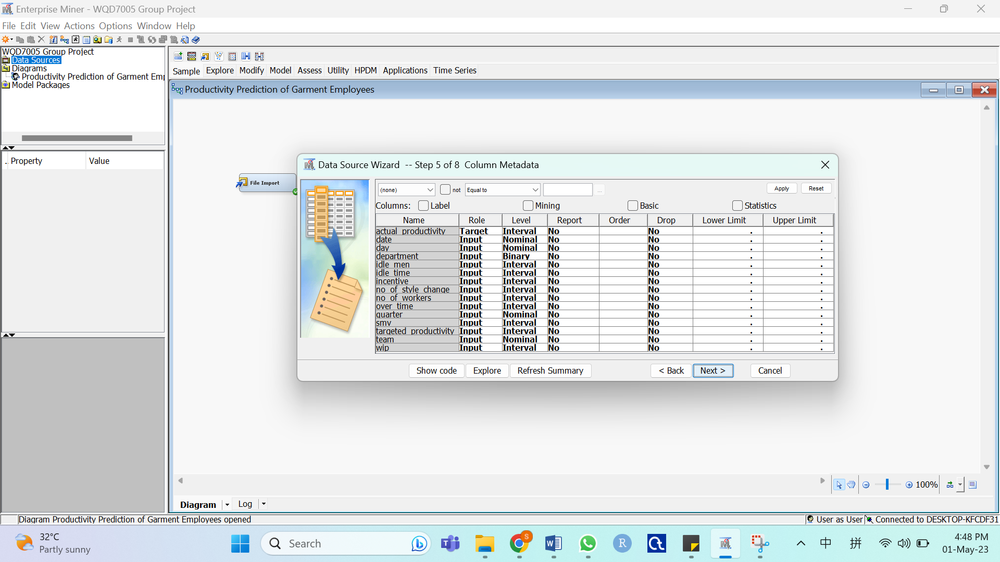 Enterprise Miner - WQD7005 Group Project
File Edit View Actions Options Window Help
WQD7005 Group Project
Data Sources
Diagrams
Productivity Prediction of Garment Emp
Model Packages
Sample Explore Modify Model Assess Utility HPDM Applications Time Series
Productivity Prediction of Garment Employees
. Property Value
File Import
Data Source Wizard -- Step 5 of 8 Column Metadata
(none) not Equal to ... Apply Reset
Columns: Label Mining Basic Statistics
Name Role Level Report Order Drop Lower Limit Upper Limit
actual_productivity Target Interval No No . .
date Input Nominal No No . .
day Input Nominal No No . .
department Input Binary No No . .
idle_men Input Interval No No . .
idle_time Input Interval No No . .
incentive Input Interval No No . .
no_of_style_change Input Interval No No . .
no_of_workers Input Interval No No . .
over_time Input Interval No No . .
quarter Input Nominal No No . .
smv Input Interval No No . .
targeted_productivity Input Interval No No . .
team Input Nominal No No . .
wip Input Interval No No . .
Show code Explore Refresh Summary < Back Next > Cancel
100%
Diagram Log
Diagram Productivity Prediction of Garment Employees opened
User as User Connected to DESKTOP-KFCDF31
32°C
Partly sunny
Search
S
R
中
拼
4:48 PM
01-May-23